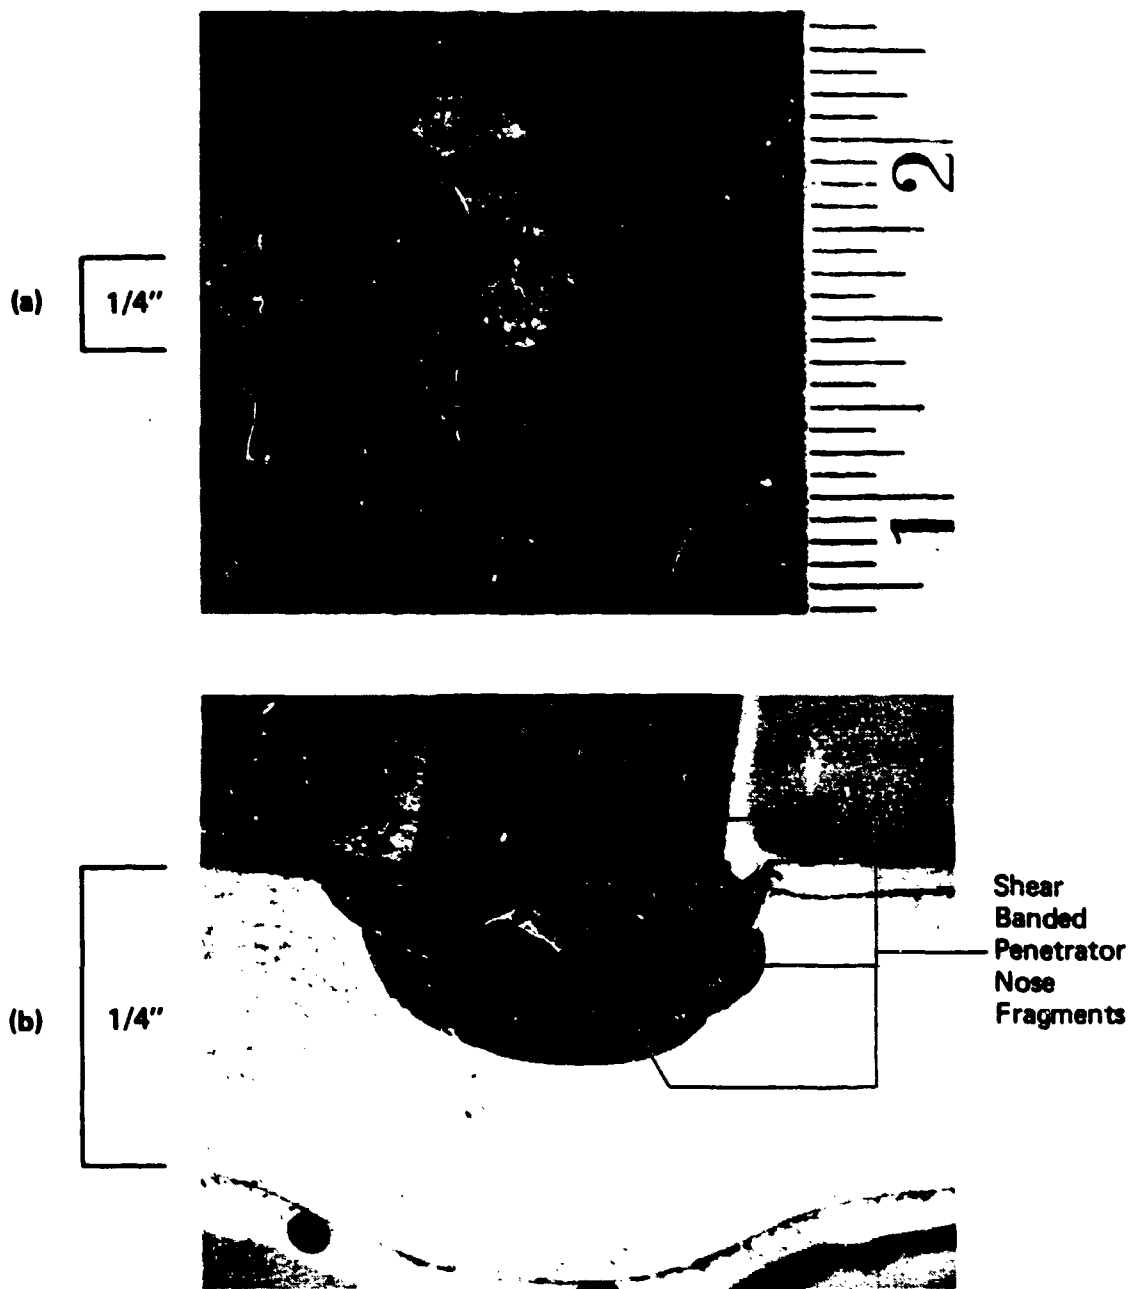 2
(a)
1/4"
1
Shear
Banded
Penetrator
Nose
Fragments
(b)
1/4"